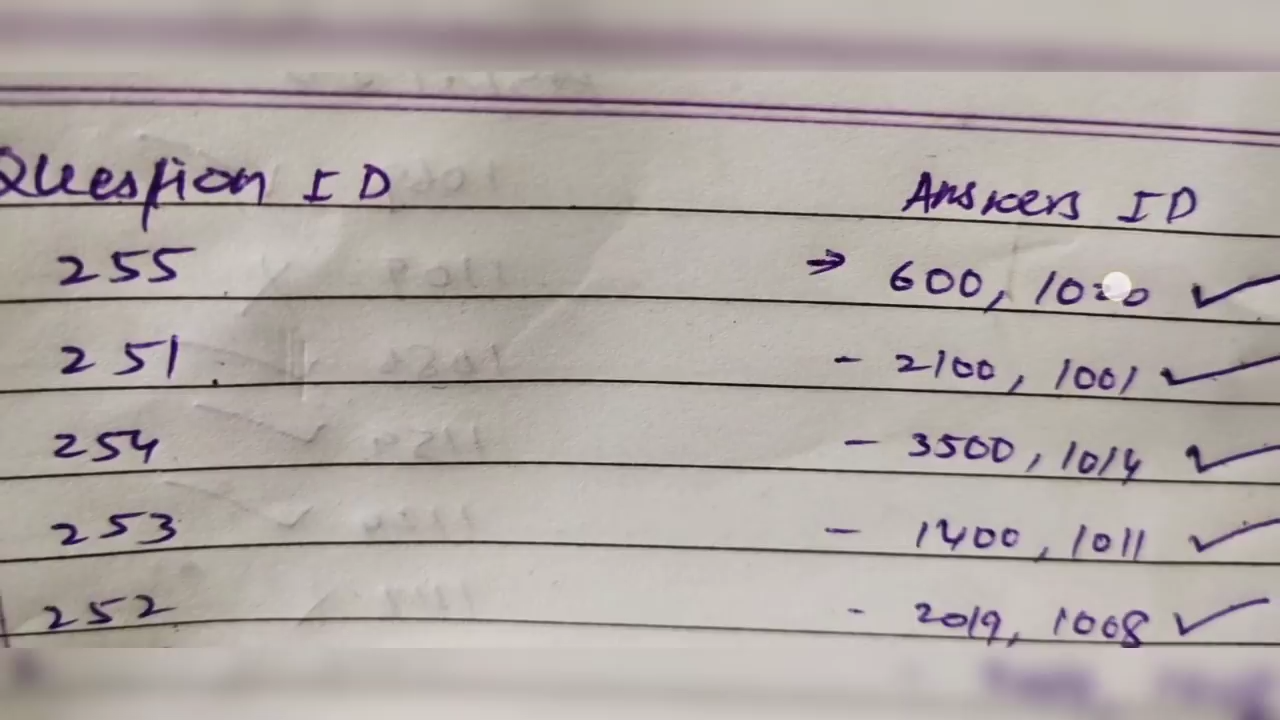 Question ID Answers ID
255 → 600,
251 - 2100, 1001 ✓
254 - 3500, 1014 ✓
253 - 1400, 1011 ✓
252 - 2019, 1008 ✓